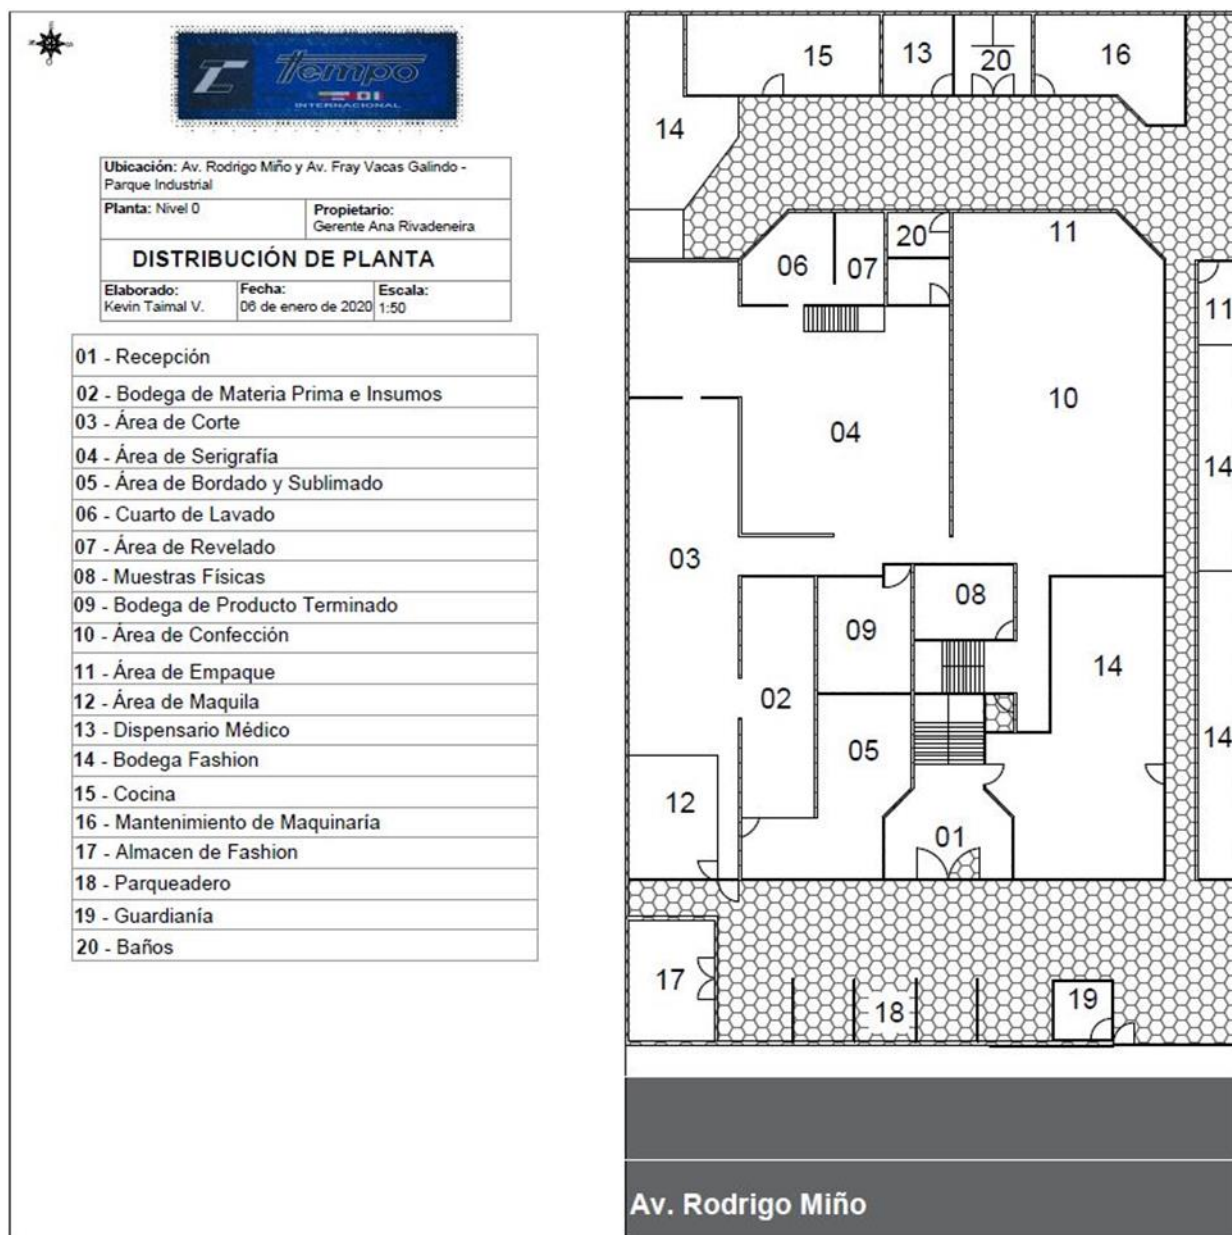 tempo
INTERNACIONAL
Ubicación: Av. Rodrigo Miño y Av. Fray Vacas Galindo -
Parque Industrial
Planta: Nivel 0
Propietario:
Gerente Ana Rivadeneira
DISTRIBUCIÓN DE PLANTA
Elaborado:
Kevin Taimal V.
Fecha:
06 de enero de 2020
Escala:
1:50
01 - Recepción
02 - Bodega de Materia Prima e Insumos
03 - Área de Corte
04 - Área de Serigrafía
05 - Área de Bordado y Sublimado
06 - Cuarto de Lavado
07 - Área de Revelado
08 - Muestras Físicas
09 - Bodega de Producto Terminado
10 - Área de Confección
11 - Área de Empaque
12 - Área de Maquila
13 - Dispensario Médico
14 - Bodega Fashion
15 - Cocina
16 - Mantenimiento de Maquinaría
17 - Almacen de Fashion
18 - Parqueadero
19 - Guardianía
20 - Baños
15
13
20
16
14
06
07
20
11
11
10
04
14
03
08
09
14
02
05
14
12
01
17
18
19
Av. Rodrigo Miño